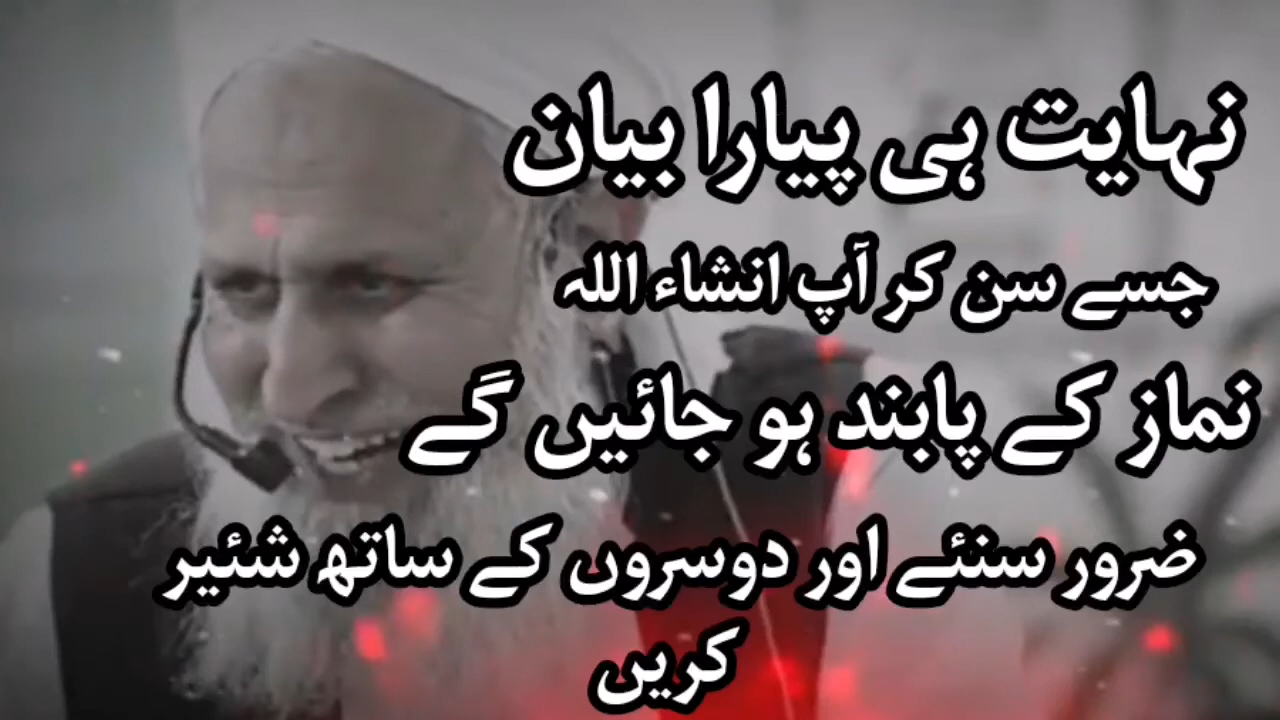 نہایت ہی پیارا بیان
جسے سن کر آپ انشاء اللہ
نماز کے پابند ہو جائیں گے
ضرور سنئے اور دوسروں کے ساتھ شئیر
کریں